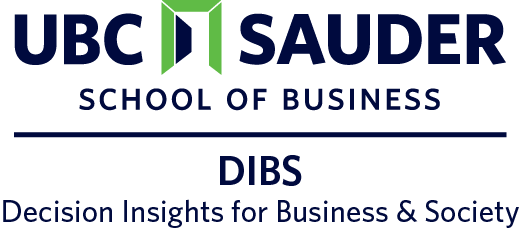 UBC SAUDER
SCHOOL OF BUSINESS
DIBS
Decision Insights for Business & Society